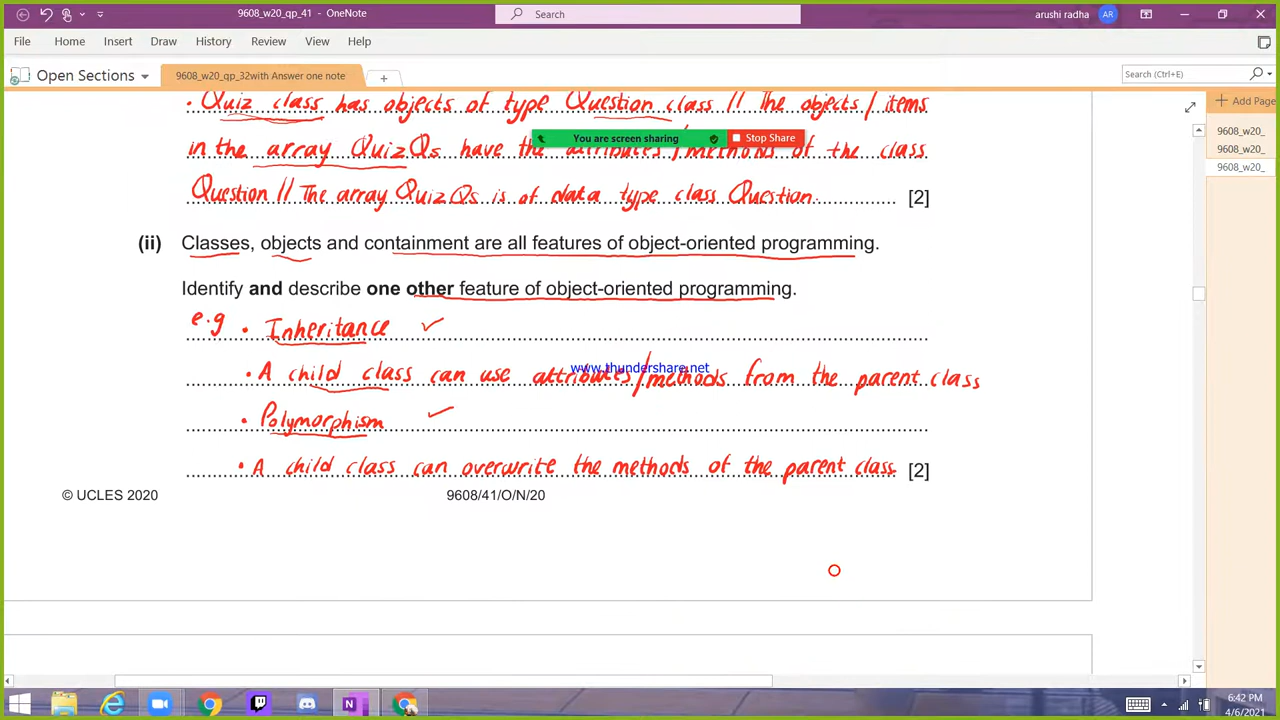 9608_w20_qp_41 - OneNote
Search
arushi radha
AR
File Home Insert Draw History Review View Help
Open Sections
9608_w20_qp_32with Answer one note
+
Search (Ctrl+E)
Add Page
9608_w20_
9608_w20_
9608_w20_
• Quiz class has objects of type Question class // The objects / items
You are screen sharing
Stop Share
in the array QuizQs have the attributes / methods of the class
Question // The array QuizQs is of data type class Question. [2]
(ii) Classes, objects and containment are all features of object-oriented programming.
Identify and describe one other feature of object-oriented programming.
e.g • Inheritance ✓
www.thundershare.net
• A child class can use attributes/methods from the parent class
• Polymorphism ✓
• A child class can overwrite the methods of the parent class [2]
© UCLES 2020 9608/41/O/N/20
6:42 PM
4/6/2021